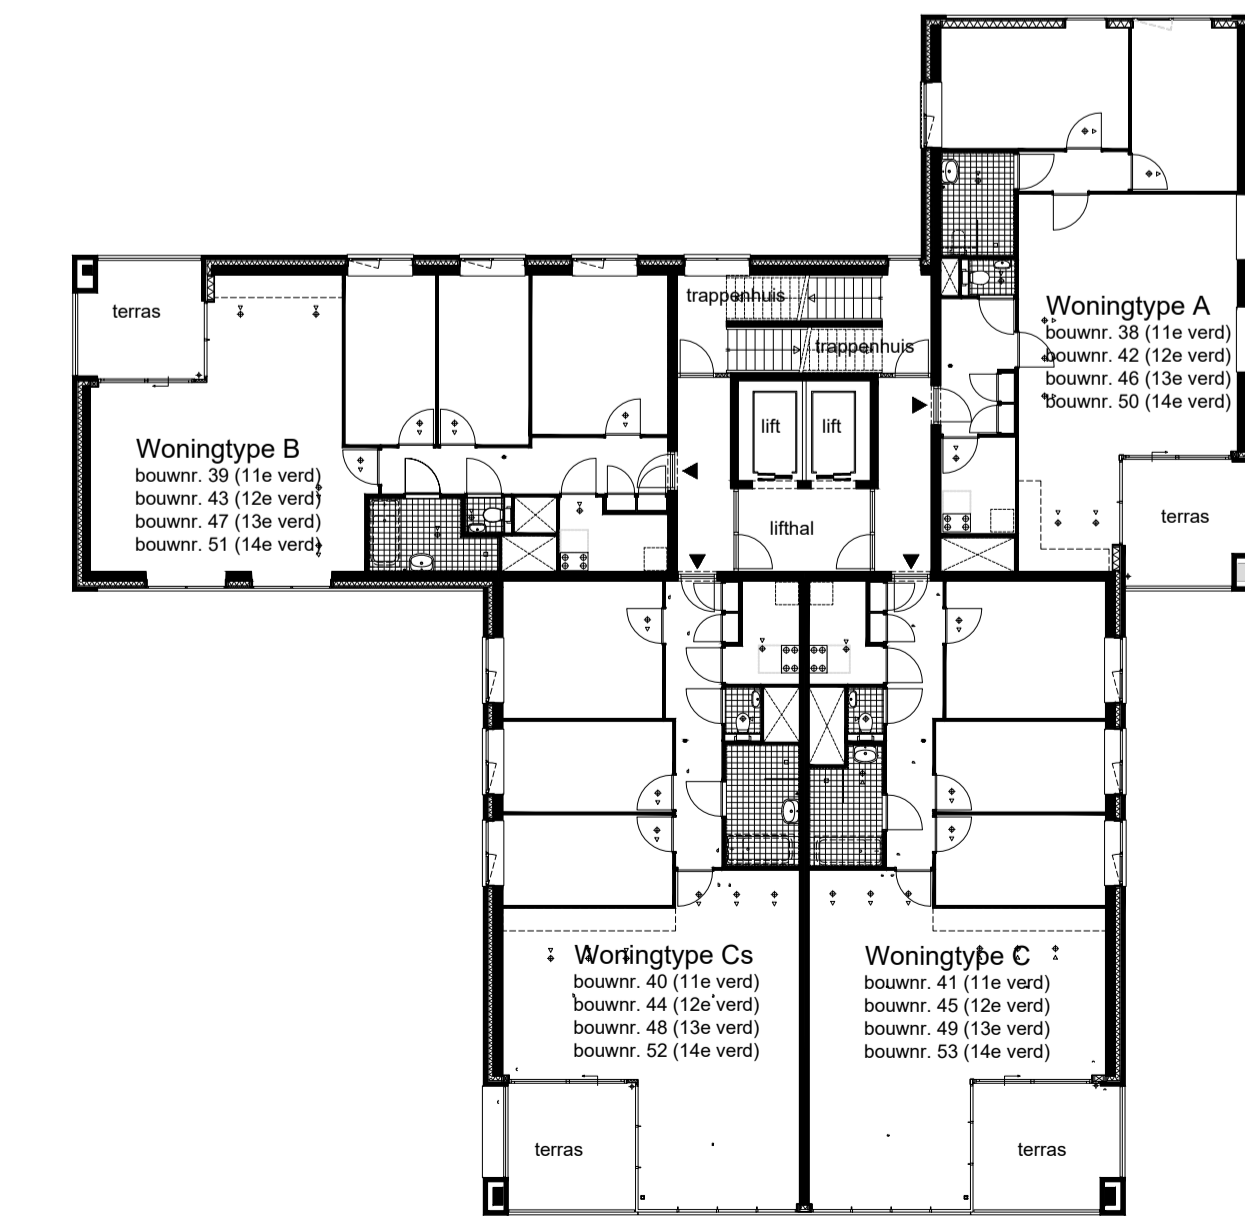 trappenhuis
terras
Woningtype A
bouwnr. 38 (11e verd)
bouwnr. 42 (12e verd)
bouwnr. 46 (13e verd)
bouwnr. 50 (14e verd)
trappenhuis
lift
lift
Woningtype B
bouwnr. 39 (11e verd)
bouwnr. 43 (12e verd)
bouwnr. 47 (13e verd)
bouwnr. 51 (14e verd)
lifthal
terras
Woningtype Cs
bouwnr. 40 (11e verd)
bouwnr. 44 (12e verd)
bouwnr. 48 (13e verd)
bouwnr. 52 (14e verd)
Woningtype C
bouwnr. 41 (11e verd)
bouwnr. 45 (12e verd)
bouwnr. 49 (13e verd)
bouwnr. 53 (14e verd)
terras
terras